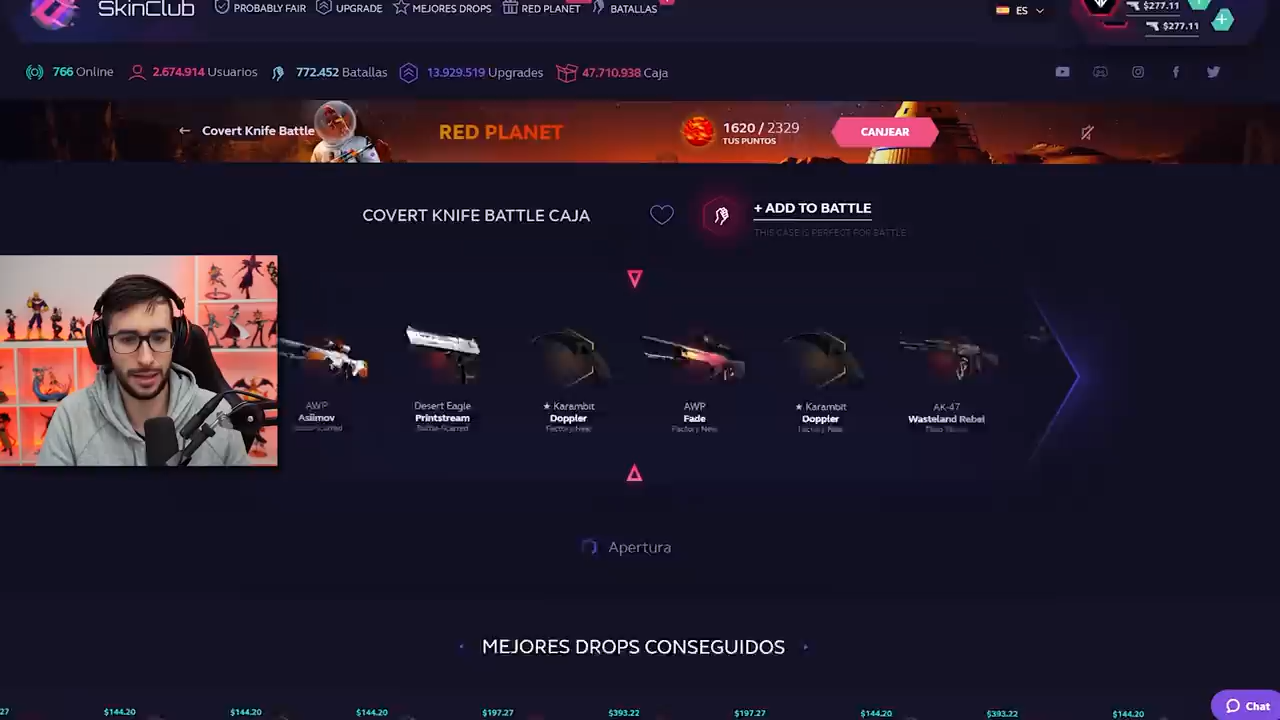 SkinClub
PROBABLY FAIR
UPGRADE
MEJORES DROPS
RED PLANET
BATALLAS
ES
$277.11
$277.11
766 Online
2.674.914 Usuarios
772.452 Batallas
13.929.519 Upgrades
47.710.938 Caja
← Covert Knife Battle
RED PLANET
1620 / 2329
TUS PUNTOS
CANJEAR
COVERT KNIFE BATTLE CAJA
+ ADD TO BATTLE
THIS CASE IS PERFECT FOR BATTLE
AWP
Asiimov
Desert Eagle
Printstream
Battle-Scarred
★ Karambit
Doppler
Factory New
AWP
Fade
Factory New
★ Karambit
Doppler
Factory New
AK-47
Wasteland Rebel
Apertura
MEJORES DROPS CONSEGUIDOS
27
$144.20
$144.20
$144.20
$197.27
$393.22
$197.27
$144.20
$393.22
$144.20
Chat